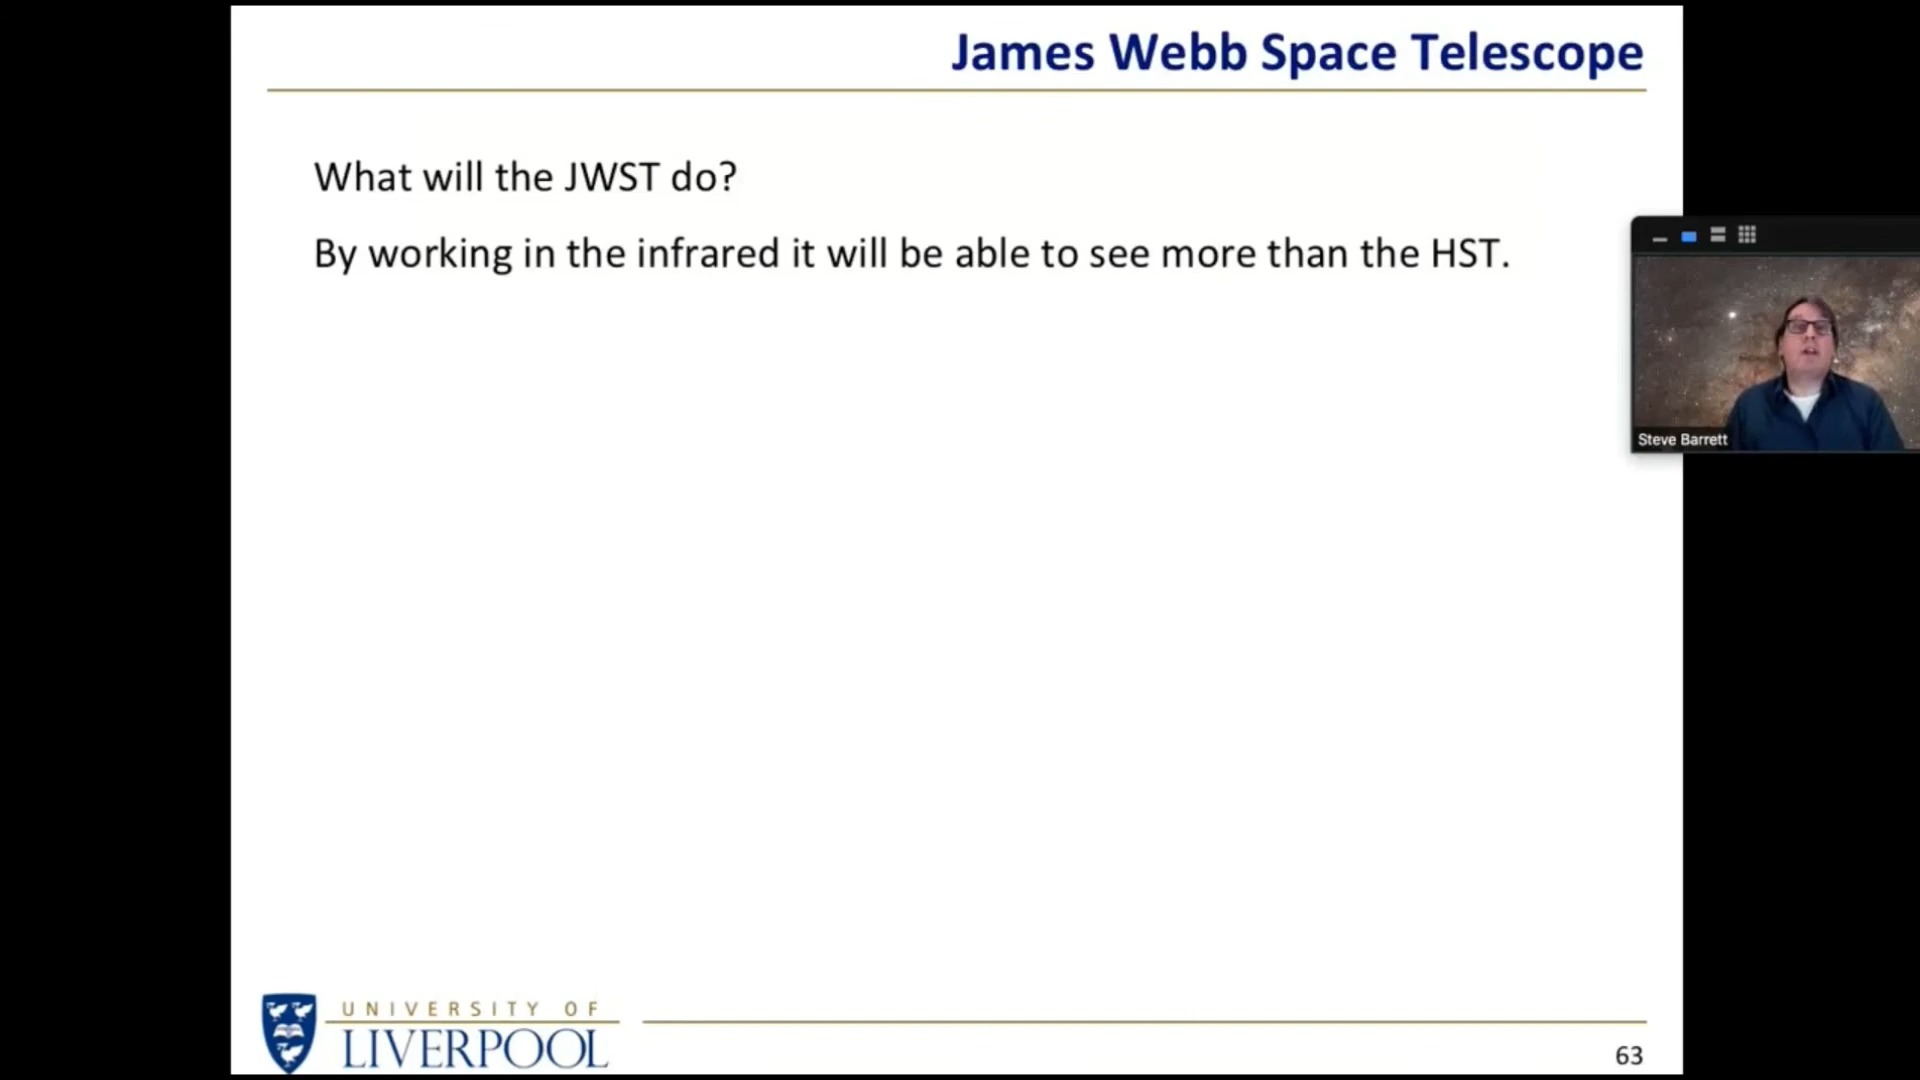 James Webb Space Telescope
What will the JWST do?
By working in the infrared it will be able to see more than the HST.
Steve Barrett
UNIVERSITY OF
LIVERPOOL
63